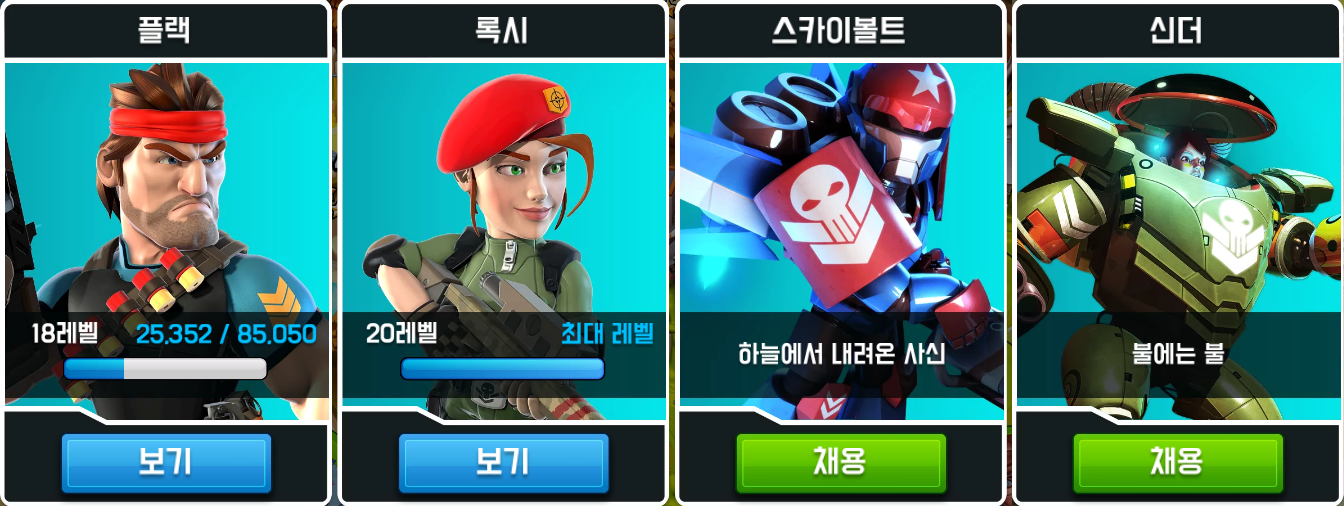 플랙
18레벨 25,352 / 85,050
보기
록시
20레벨 최대 레벨
보기
스카이볼트
하늘에서 내려온 사신
채용
신더
불에는 불
채용